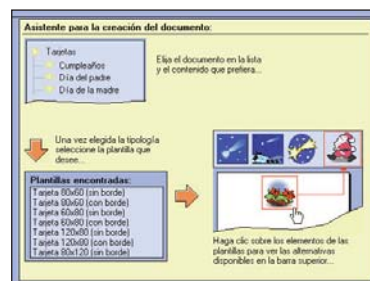 Asistente para la creación del documento:
Tarjetas
Cumpleaños
Día del padre
Día de la madre
Elija el documento en la lista
y el contenido que prefiera...
Una vez elegida la tipología
seleccione la plantilla que
desee...
Plantillas encontradas:
Tarjeta 80x60 (sin borde)
Tarjeta 80x60 (con borde)
Tarjeta 60x80 (sin borde)
Tarjeta 60x80 (con borde)
Tarjeta 120x80 (sin borde)
Tarjeta 120x80 (con borde)
Tarjeta 80x120 (sin borde)
Haga clic sobre los elementos de las
plantillas para ver las alternativas
disponibles en la barra superior...